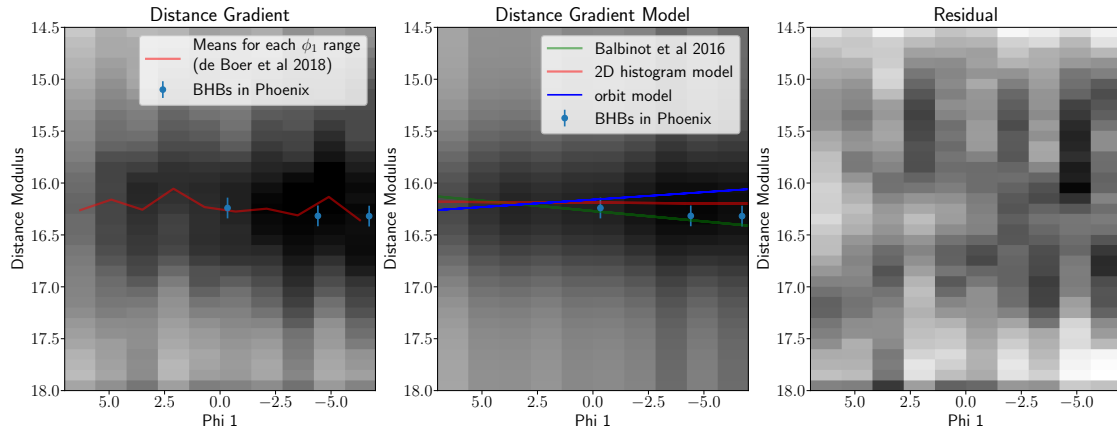 Distance Gradient
Distance Gradient Model
Residual
14.5
15.0
15.5
16.0
16.5
17.0
17.5
18.0
Distance Modulus
Means for each ϕ₁ range
(de Boer et al 2018)
BHBs in Phoenix
5.0
2.5
0.0
−2.5
−5.0
Phi 1
14.5
15.0
15.5
16.0
16.5
17.0
17.5
18.0
Distance Modulus
Balbinot et al 2016
2D histogram model
orbit model
BHBs in Phoenix
5.0
2.5
0.0
−2.5
−5.0
Phi 1
14.5
15.0
15.5
16.0
16.5
17.0
17.5
18.0
Distance Modulus
5.0
2.5
0.0
−2.5
−5.0
Phi 1